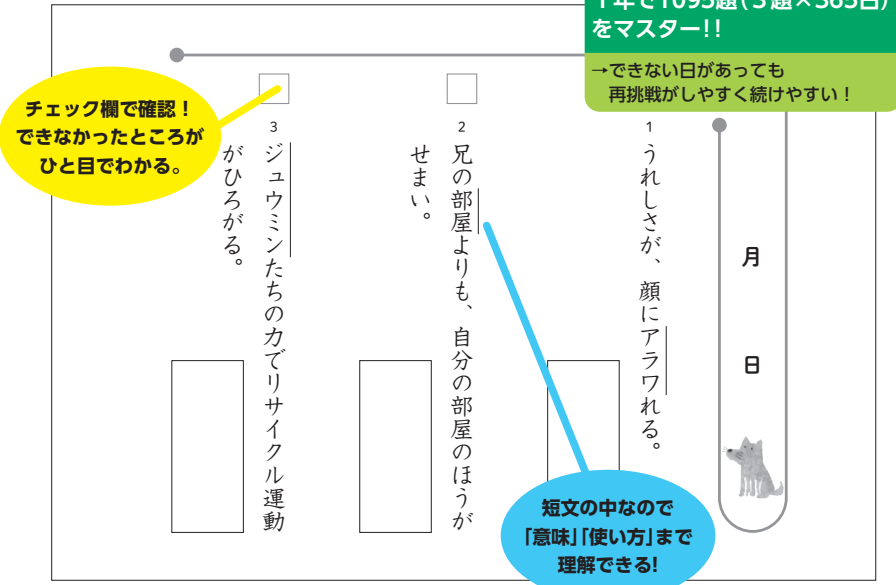 1年で1095題(3題×365日)
をマスター!!
→できない日があっても
再挑戦がしやすく続けやすい!
月
日
1
うれしさが、顔にアラワれる。
2
兄の部屋よりも、自分の部屋のほうが
せまい。
3
ジュウミンたちの力でリサイクル運動
がひろがる。
チェック欄で確認!
できなかったところが
ひと目でわかる。
短文の中なので
「意味」「使い方」まで
理解できる!